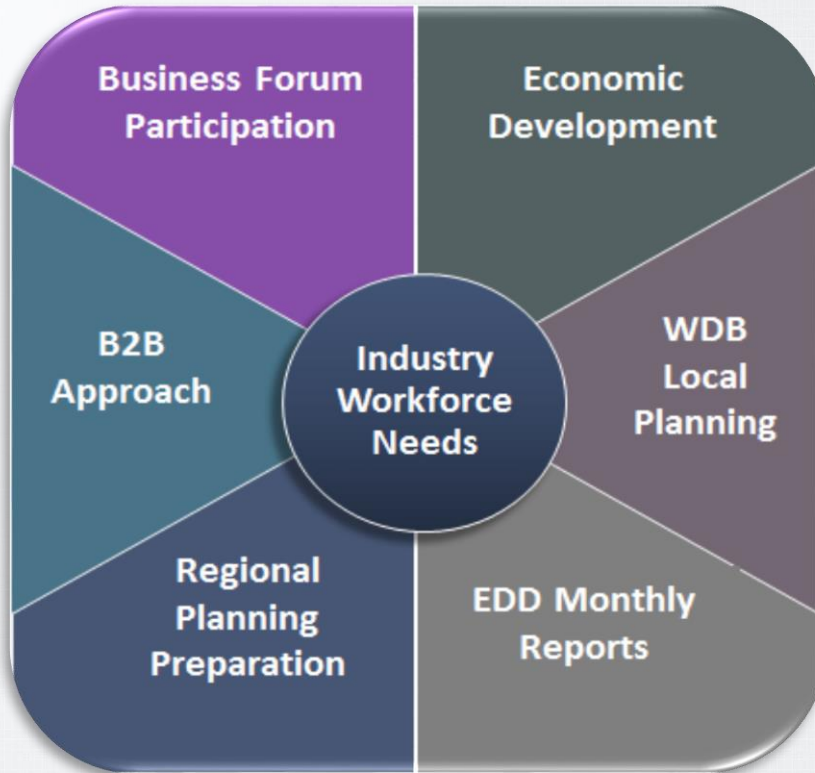 Business Forum
Participation
Economic
Development
B2B
Approach
Industry
Workforce
Needs
WDB
Local
Planning
Regional
Planning
Preparation
EDD Monthly
Reports